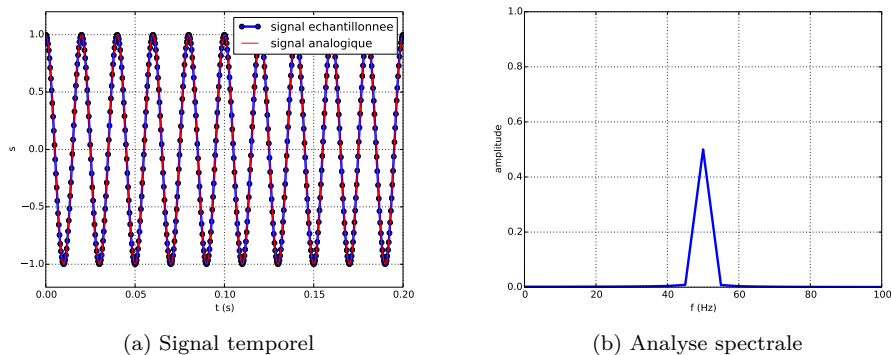 signal echantillonnee
signal analogique
1.0
0.5
0.0
−0.5
−1.0
s
0.00
0.05
0.10
0.15
0.20
t (s)
(a) Signal temporel
1.0
0.8
0.6
0.4
0.2
0.0
amplitude
0
20
40
60
80
100
f (Hz)
(b) Analyse spectrale